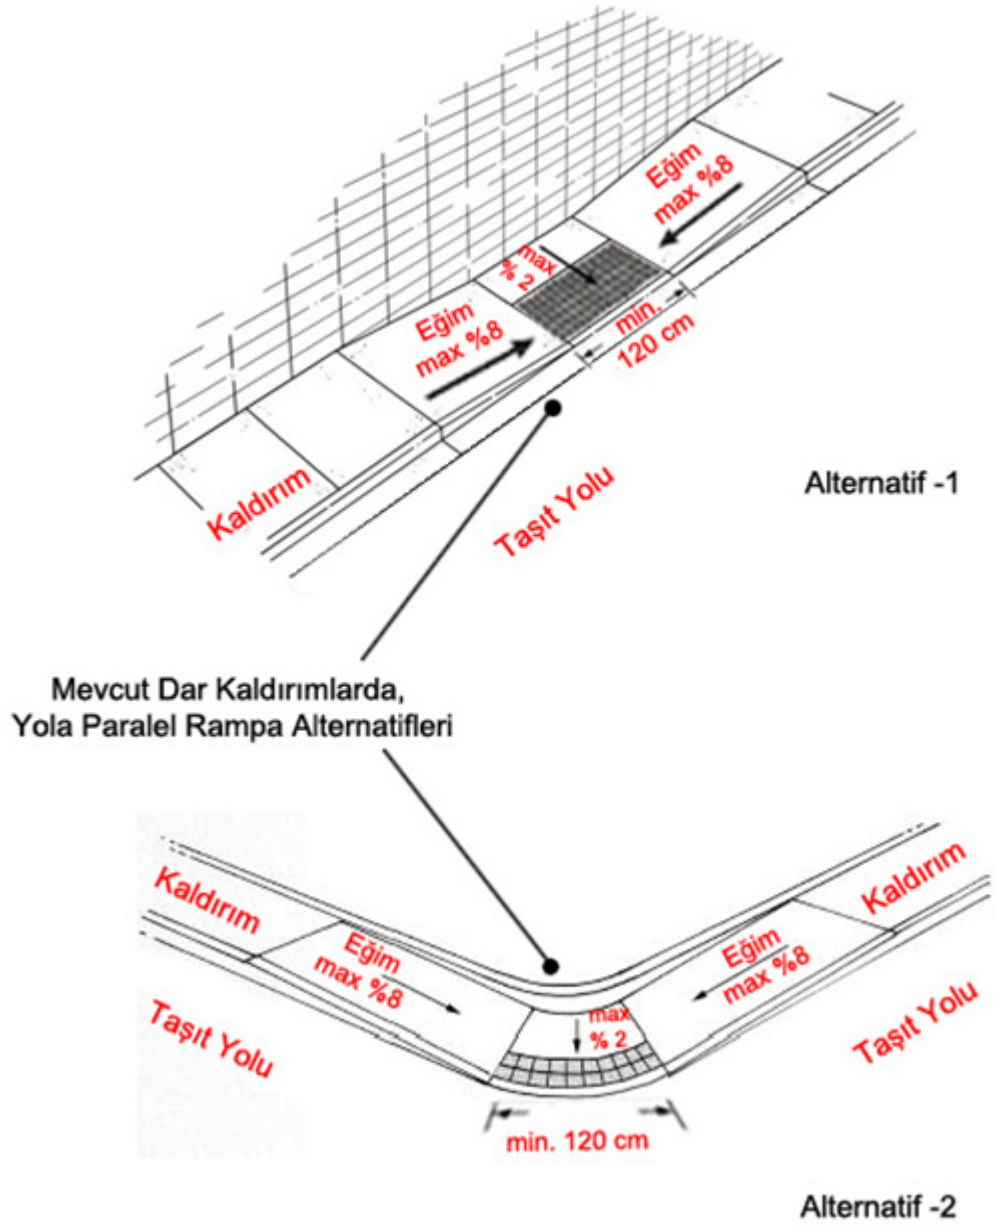 Eğim
max %8
max
% 2
Eğim
max %8
min.
120 cm
Kaldırım
Taşıt Yolu
Alternatif -1
Mevcut Dar Kaldırımlarda,
Yola Paralel Rampa Alternatifleri
Kaldırım
Kaldırım
Eğim
max %8
Eğim
max %8
max
% 2
Taşıt Yolu
Taşıt Yolu
min. 120 cm
Alternatif -2